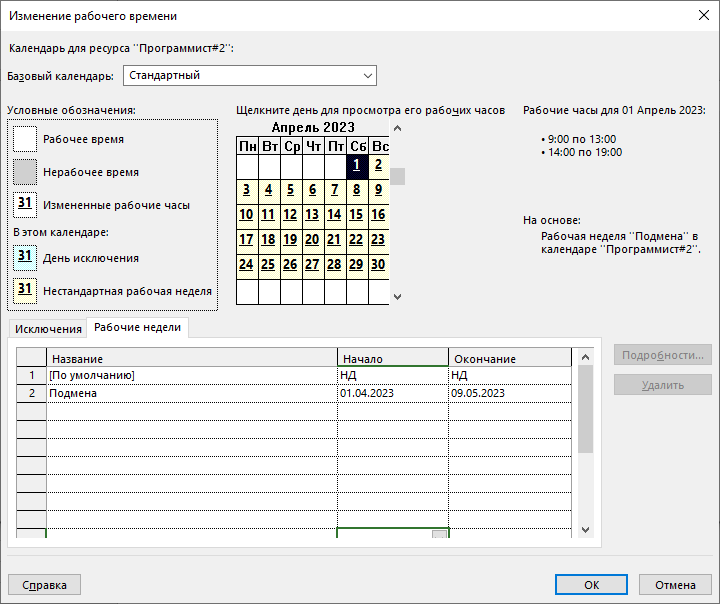 Изменение рабочего времени
Календарь для ресурса ''Программист#2'':
Базовый календарь: Стандартный
Условные обозначения:
Рабочее время
Нерабочее время
31 Измененные рабочие часы
В этом календаре:
31 День исключения
31 Нестандартная рабочая неделя
Щелкните день для просмотра его рабочих часов
Апрель 2023
Пн Вт Ср Чт Пт Сб Вс
1 2
3 4 5 6 7 8 9
10 11 12 13 14 15 16
17 18 19 20 21 22 23
24 25 26 27 28 29 30
Рабочие часы для 01 Апрель 2023:
• 9:00 по 13:00
• 14:00 по 19:00
На основе:
Рабочая неделя ''Подмена'' в
календаре ''Программист#2''.
Исключения Рабочие недели
Название Начало Окончание
1 [По умолчанию] НД НД
2 Подмена 01.04.2023 09.05.2023
Подробности...
Удалить
Справка ОК Отмена